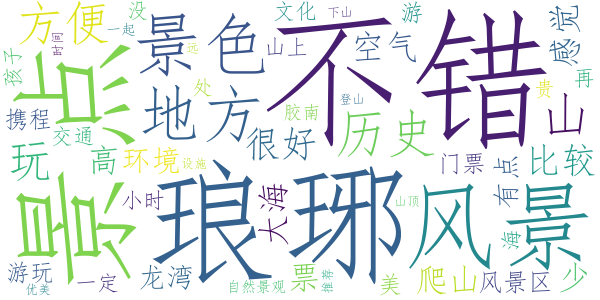 方便
没
文化
游
下山
一起
时间
孩子
景色
山上
远
空气
感觉
不错
景点
地方
处
胶南
登山
贵
再
携程
交通
很好
历史
山
玩
高
环境
设施
门票
有点
比较
小时
大海
琅琊
风景
山顶
海
游玩
一定
龙湾
票
美
爬山
风景区
少
优美
自然景观
推荐